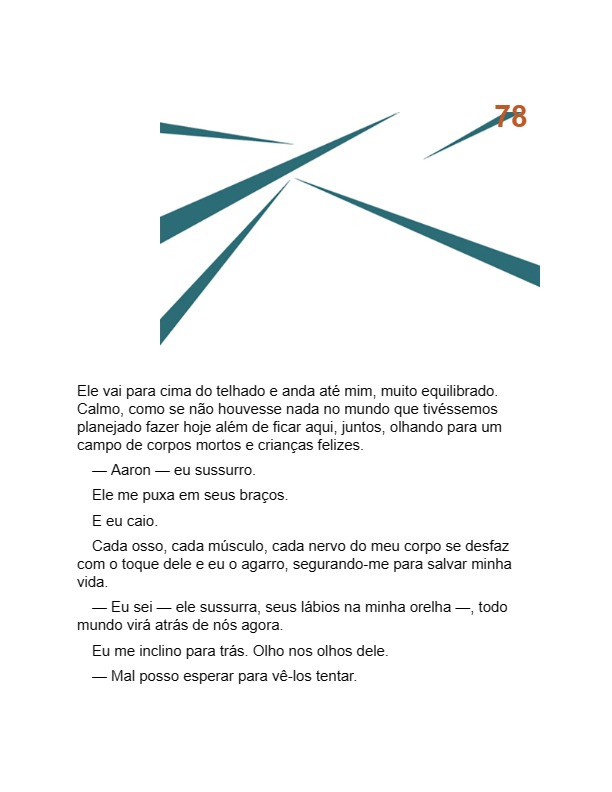 78
Ele vai para cima do telhado e anda até mim, muito equilibrado.
Calmo, como se não houvesse nada no mundo que tivéssemos
planejado fazer hoje além de ficar aqui, juntos, olhando para um
campo de corpos mortos e crianças felizes.
— Aaron — eu sussurro.
Ele me puxa em seus braços.
E eu caio.
Cada osso, cada músculo, cada nervo do meu corpo se desfaz
com o toque dele e eu o agarro, segurando-me para salvar minha
vida.
— Eu sei — ele sussurra, seus lábios na minha orelha —, todo
mundo virá atrás de nós agora.
Eu me inclino para trás. Olho nos olhos dele.
— Mal posso esperar para vê-los tentar.